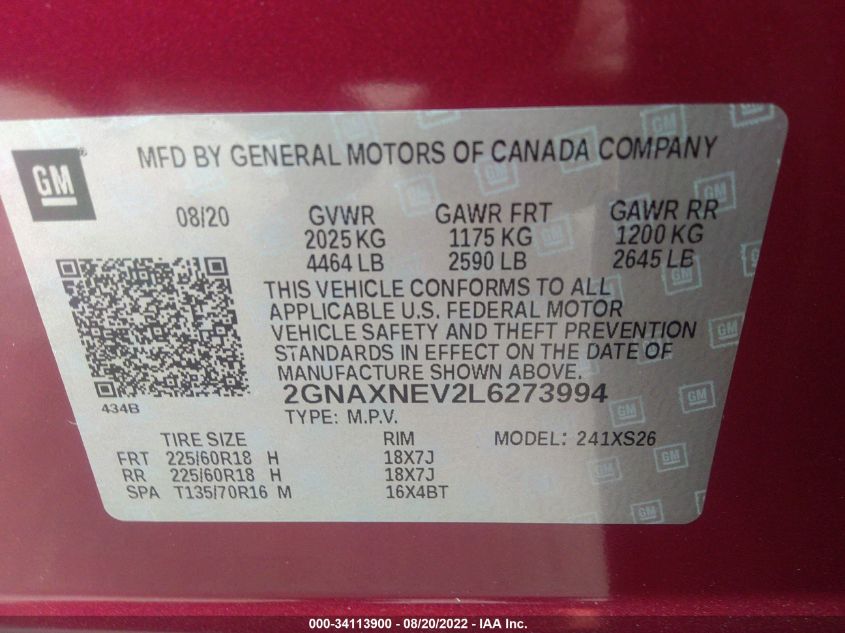 GM
MFD BY GENERAL MOTORS OF CANADA COMPANY
08/20 GVWR GAWR FRT GAWR RR
2025 KG 1175 KG 1200 KG
4464 LB 2590 LB 2645 LB
THIS VEHICLE CONFORMS TO ALL
APPLICABLE U.S. FEDERAL MOTOR
VEHICLE SAFETY AND THEFT PREVENTION
STANDARDS IN EFFECT ON THE DATE OF
MANUFACTURE SHOWN ABOVE.
434B 2GNAXNEV2L6273994
TYPE: M.P.V.
TIRE SIZE RIM MODEL: 241XS26
FRT 225/60R18 H 18X7J
RR 225/60R18 H 18X7J
SPA T135/70R16 M 16X4BT
000-34113900 - 08/20/2022 - IAA Inc.